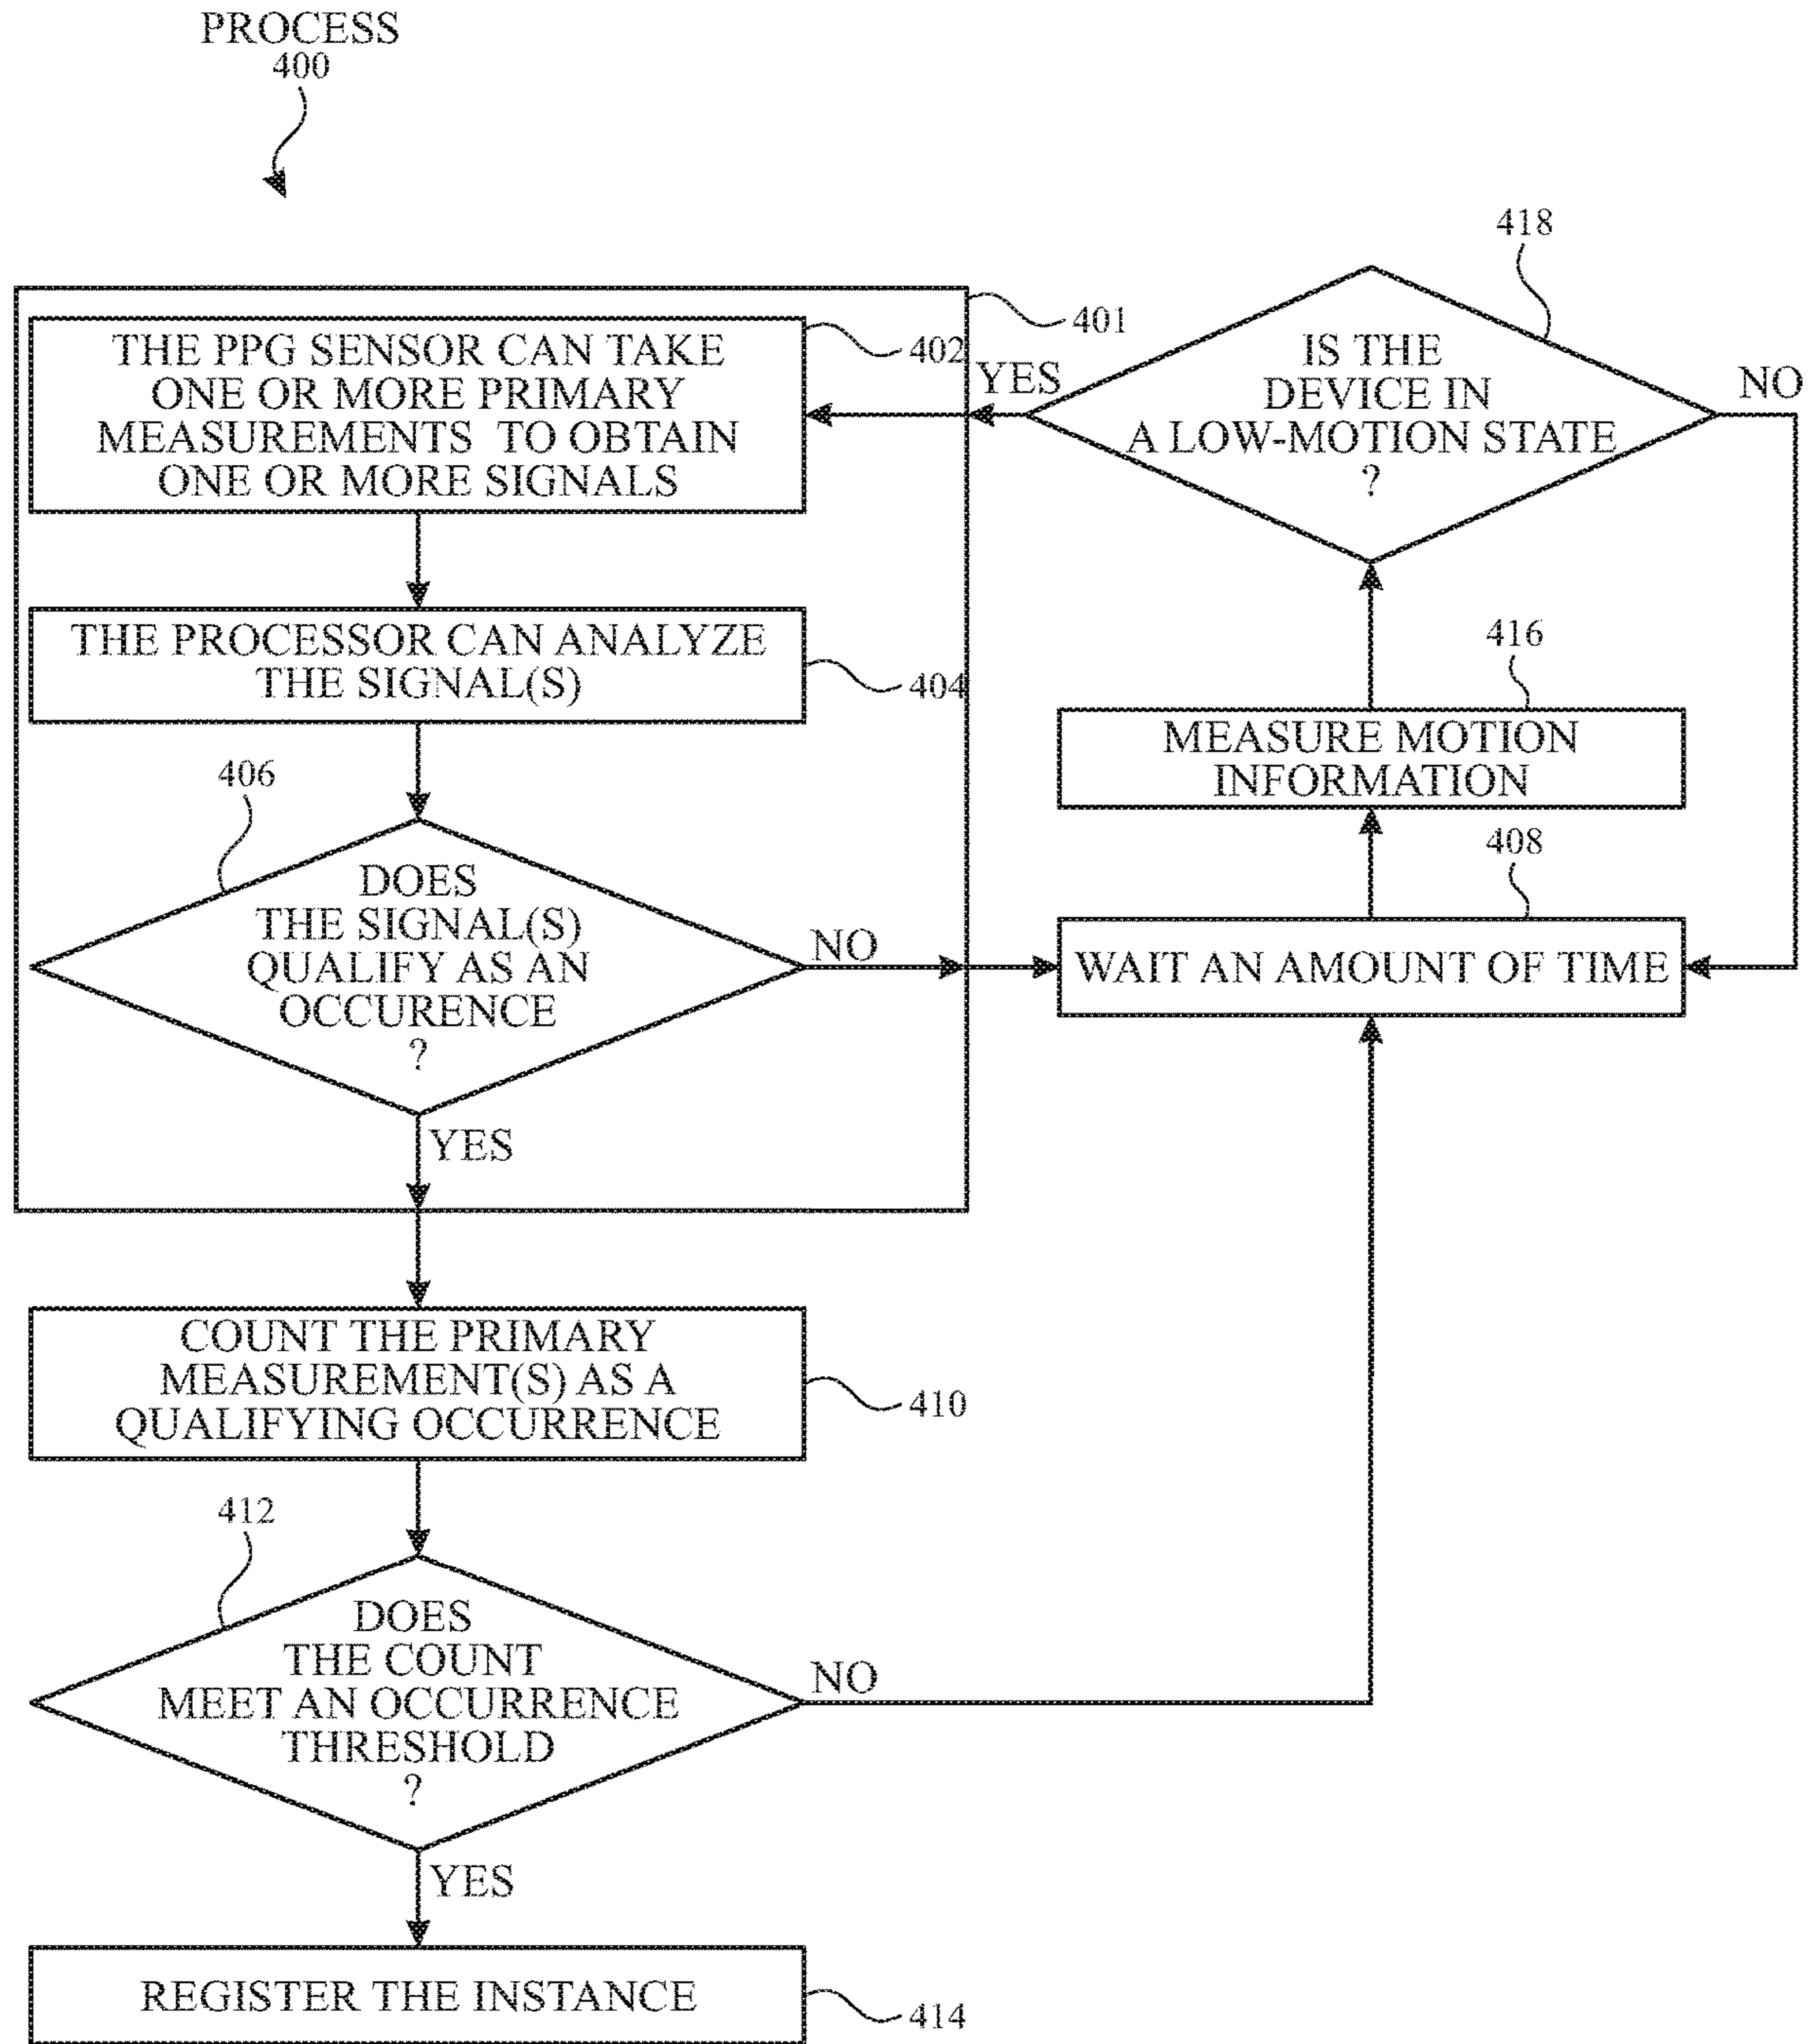 PROCESS
400
401
THE PPG SENSOR CAN TAKE
ONE OR MORE PRIMARY
MEASUREMENTS TO OBTAIN
ONE OR MORE SIGNALS
402
THE PROCESSOR CAN ANALYZE
THE SIGNAL(S)
404
406
DOES
THE SIGNAL(S)
QUALIFY AS AN
OCCURENCE
?
NO
YES
COUNT THE PRIMARY
MEASUREMENT(S) AS A
QUALIFYING OCCURRENCE
410
412
DOES
THE COUNT
MEET AN OCCURRENCE
THRESHOLD
?
NO
YES
REGISTER THE INSTANCE
414
418
IS THE
DEVICE IN
A LOW-MOTION STATE
?
YES
NO
416
MEASURE MOTION
INFORMATION
408
WAIT AN AMOUNT OF TIME